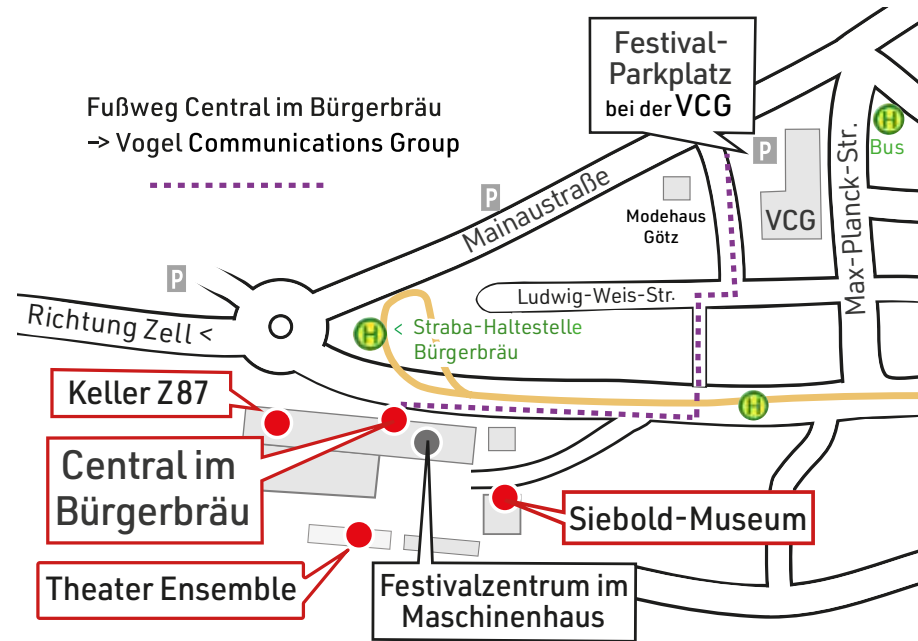 Festival-
Parkplatz
bei der VCG
Fußweg Central im Bürgerbräu
–> Vogel Communications Group
H
Bus
P
P
P
Mainaustraße
Modehaus
Götz
VCG
Max-Planck-Str.
Ludwig-Weis-Str.
Richtung Zell <
H
< Straba-Haltestelle
Bürgerbräu
H
Keller Z87
Central im
Bürgerbräu
Siebold-Museum
Theater Ensemble
Festivalzentrum im
Maschinenhaus